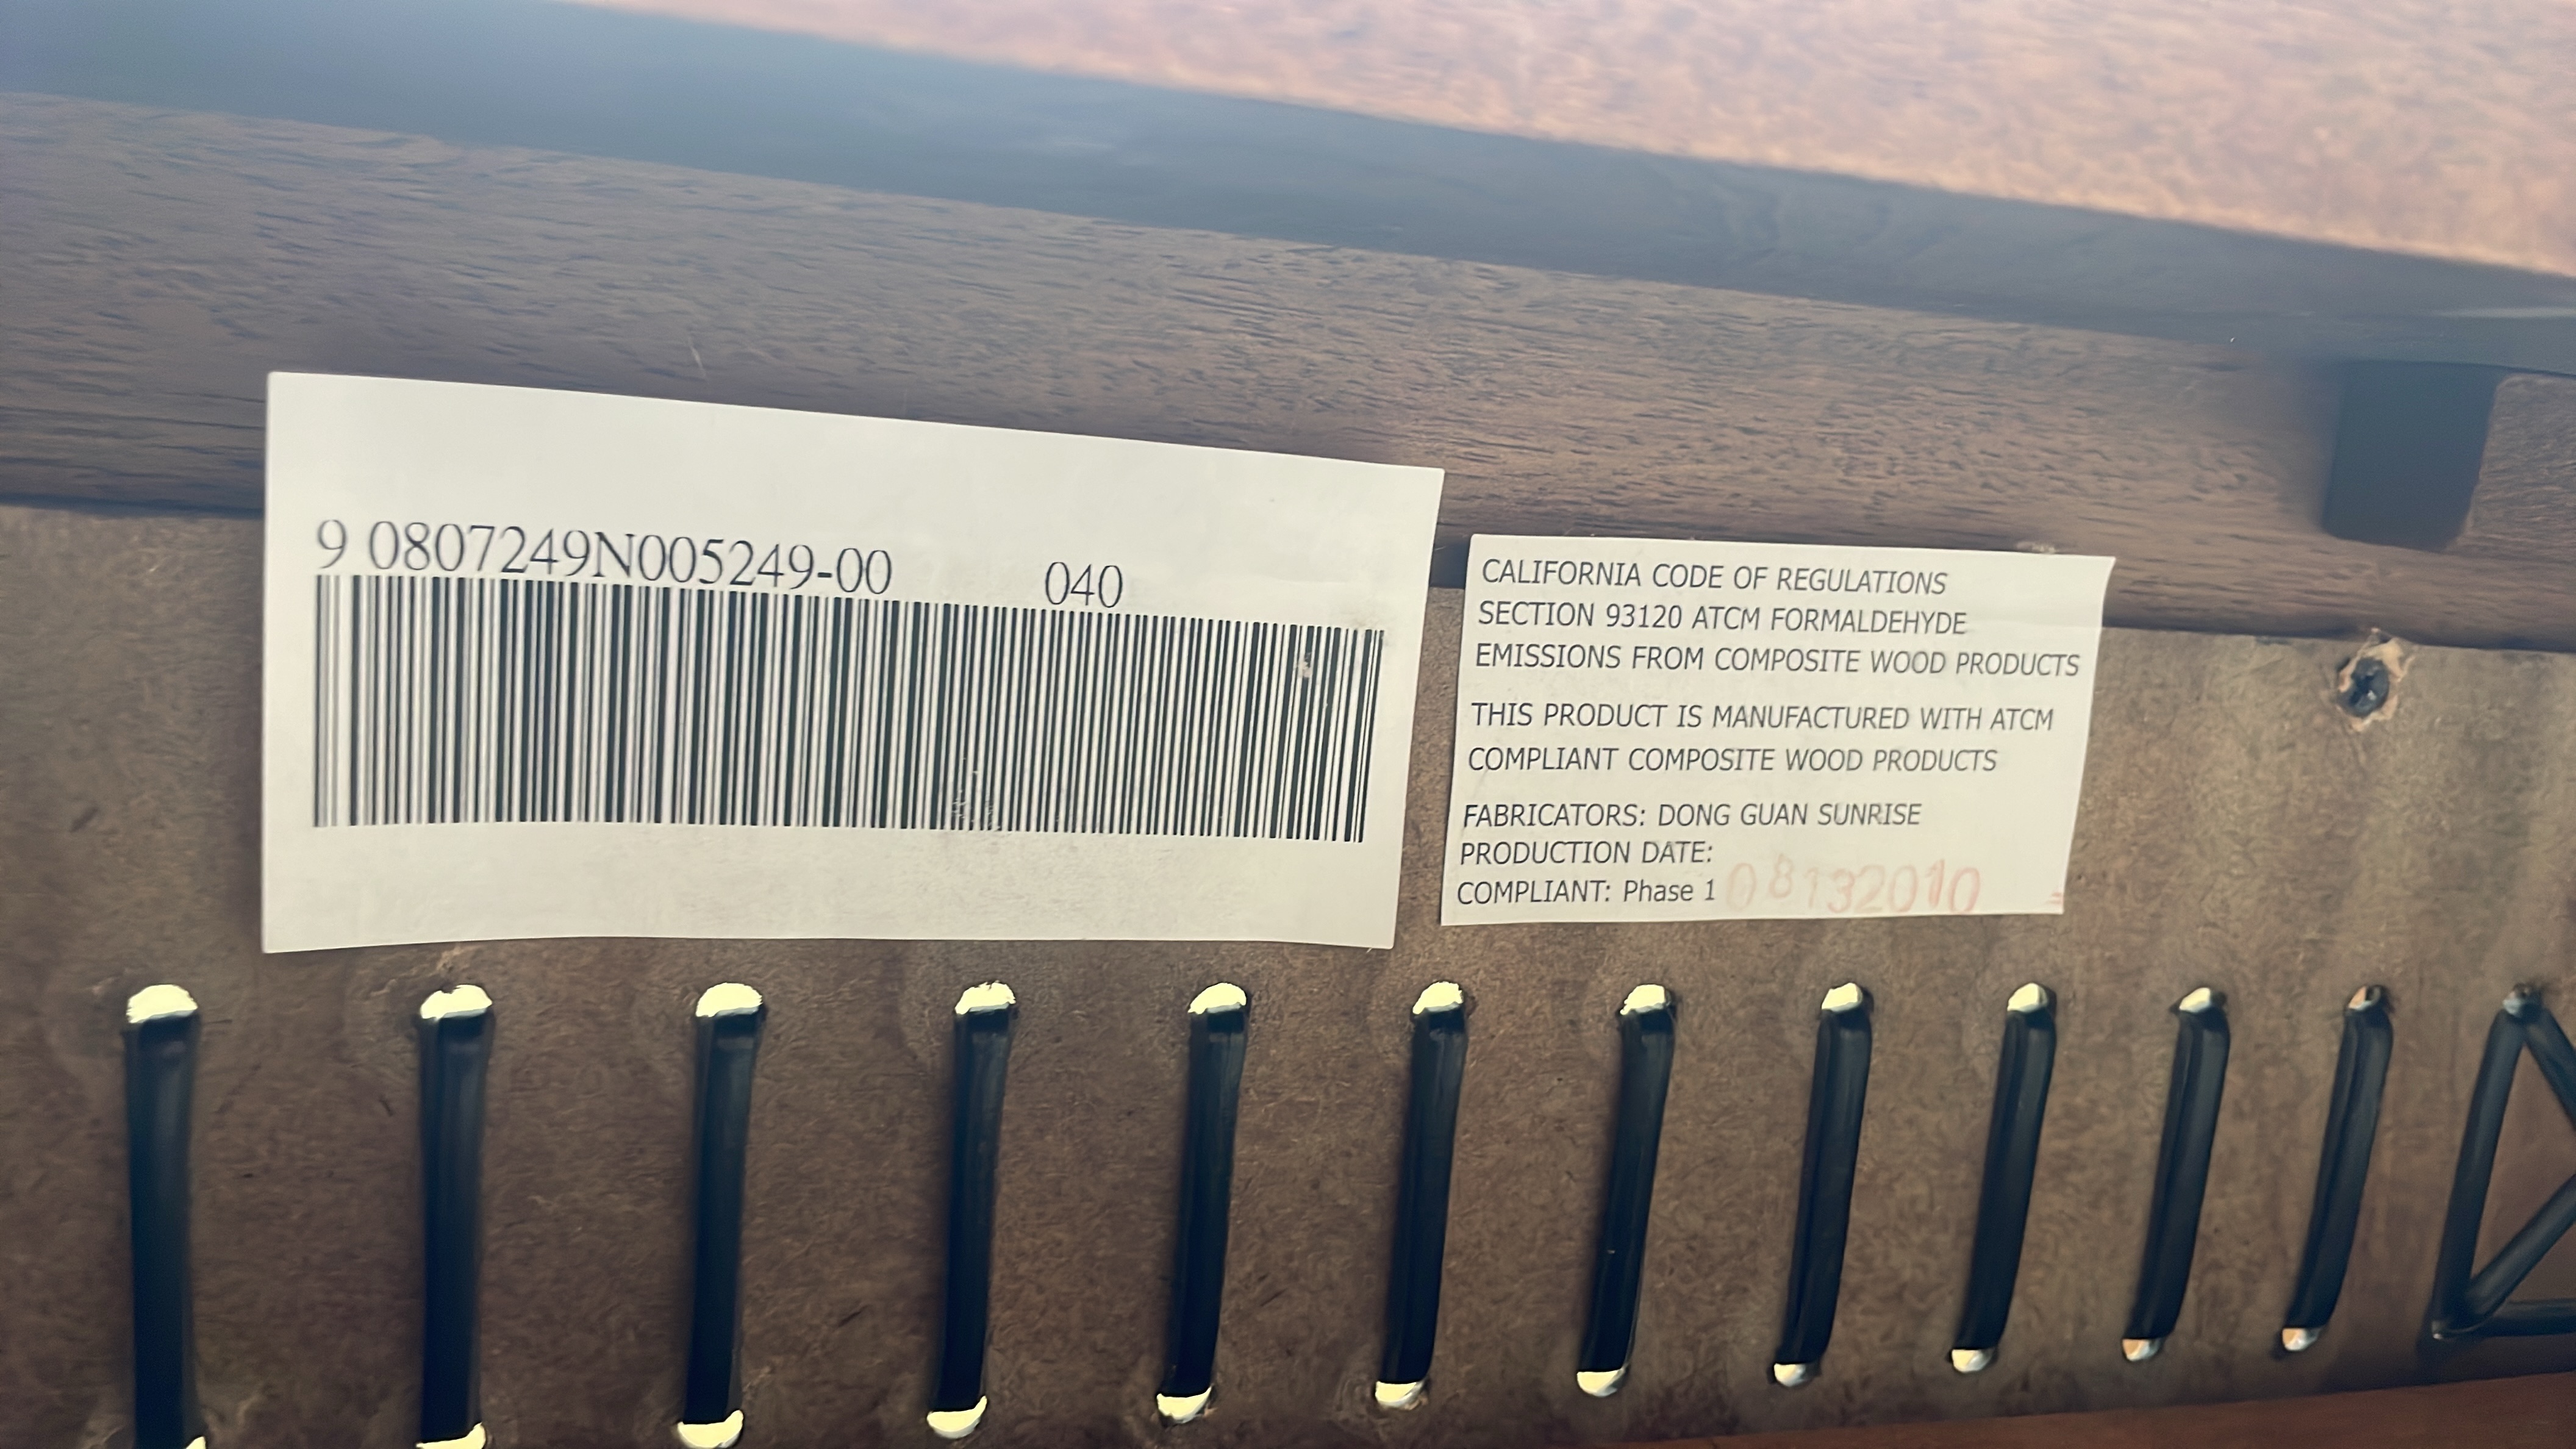 9 0807249N005249-00 040
CALIFORNIA CODE OF REGULATIONS
SECTION 93120 ATCM FORMALDEHYDE
EMISSIONS FROM COMPOSITE WOOD PRODUCTS
THIS PRODUCT IS MANUFACTURED WITH ATCM
COMPLIANT COMPOSITE WOOD PRODUCTS
FABRICATORS: DONG GUAN SUNRISE
PRODUCTION DATE:
COMPLIANT: Phase 1 08132010